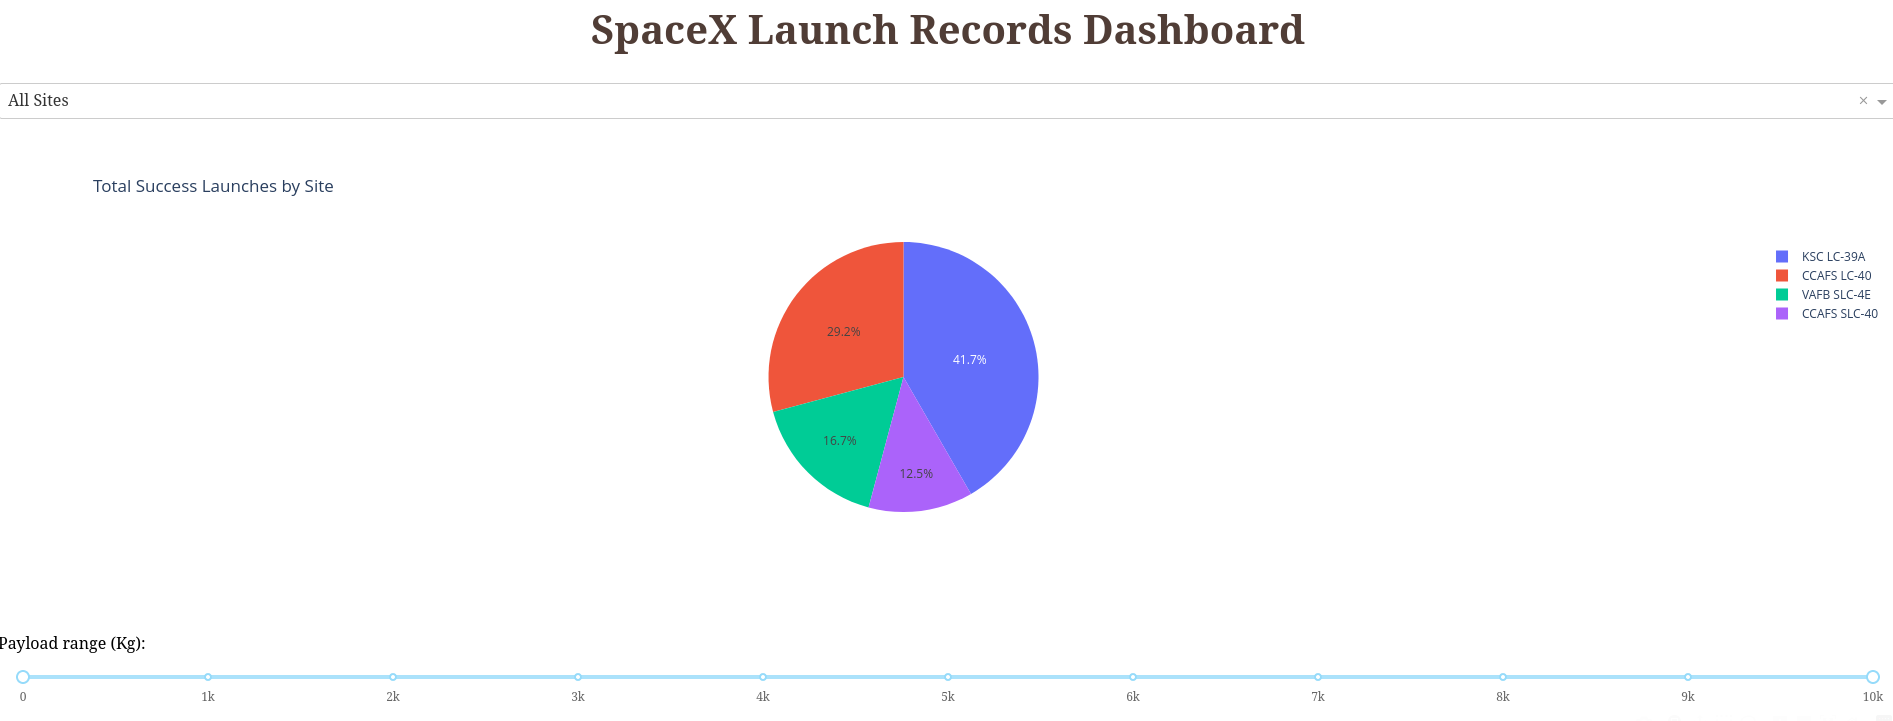 SpaceX Launch Records Dashboard
All Sites
×
Total Success Launches by Site
KSC LC-39A
CCAFS LC-40
VAFB SLC-4E
CCAFS SLC-40
29.2%
41.7%
16.7%
12.5%
Payload range (Kg):
0 1k 2k 3k 4k 5k 6k 7k 8k 9k 10k